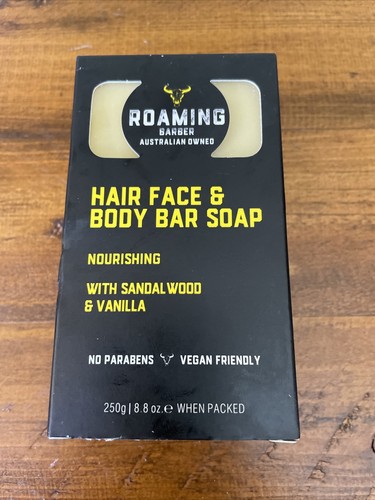 ROAMING
BARBER
AUSTRALIAN OWNED
HAIR FACE &
BODY BAR SOAP
NOURISHING
WITH SANDALWOOD
& VANILLA
NO PARABENS VEGAN FRIENDLY
250g | 8.8 oz.℮ WHEN PACKED